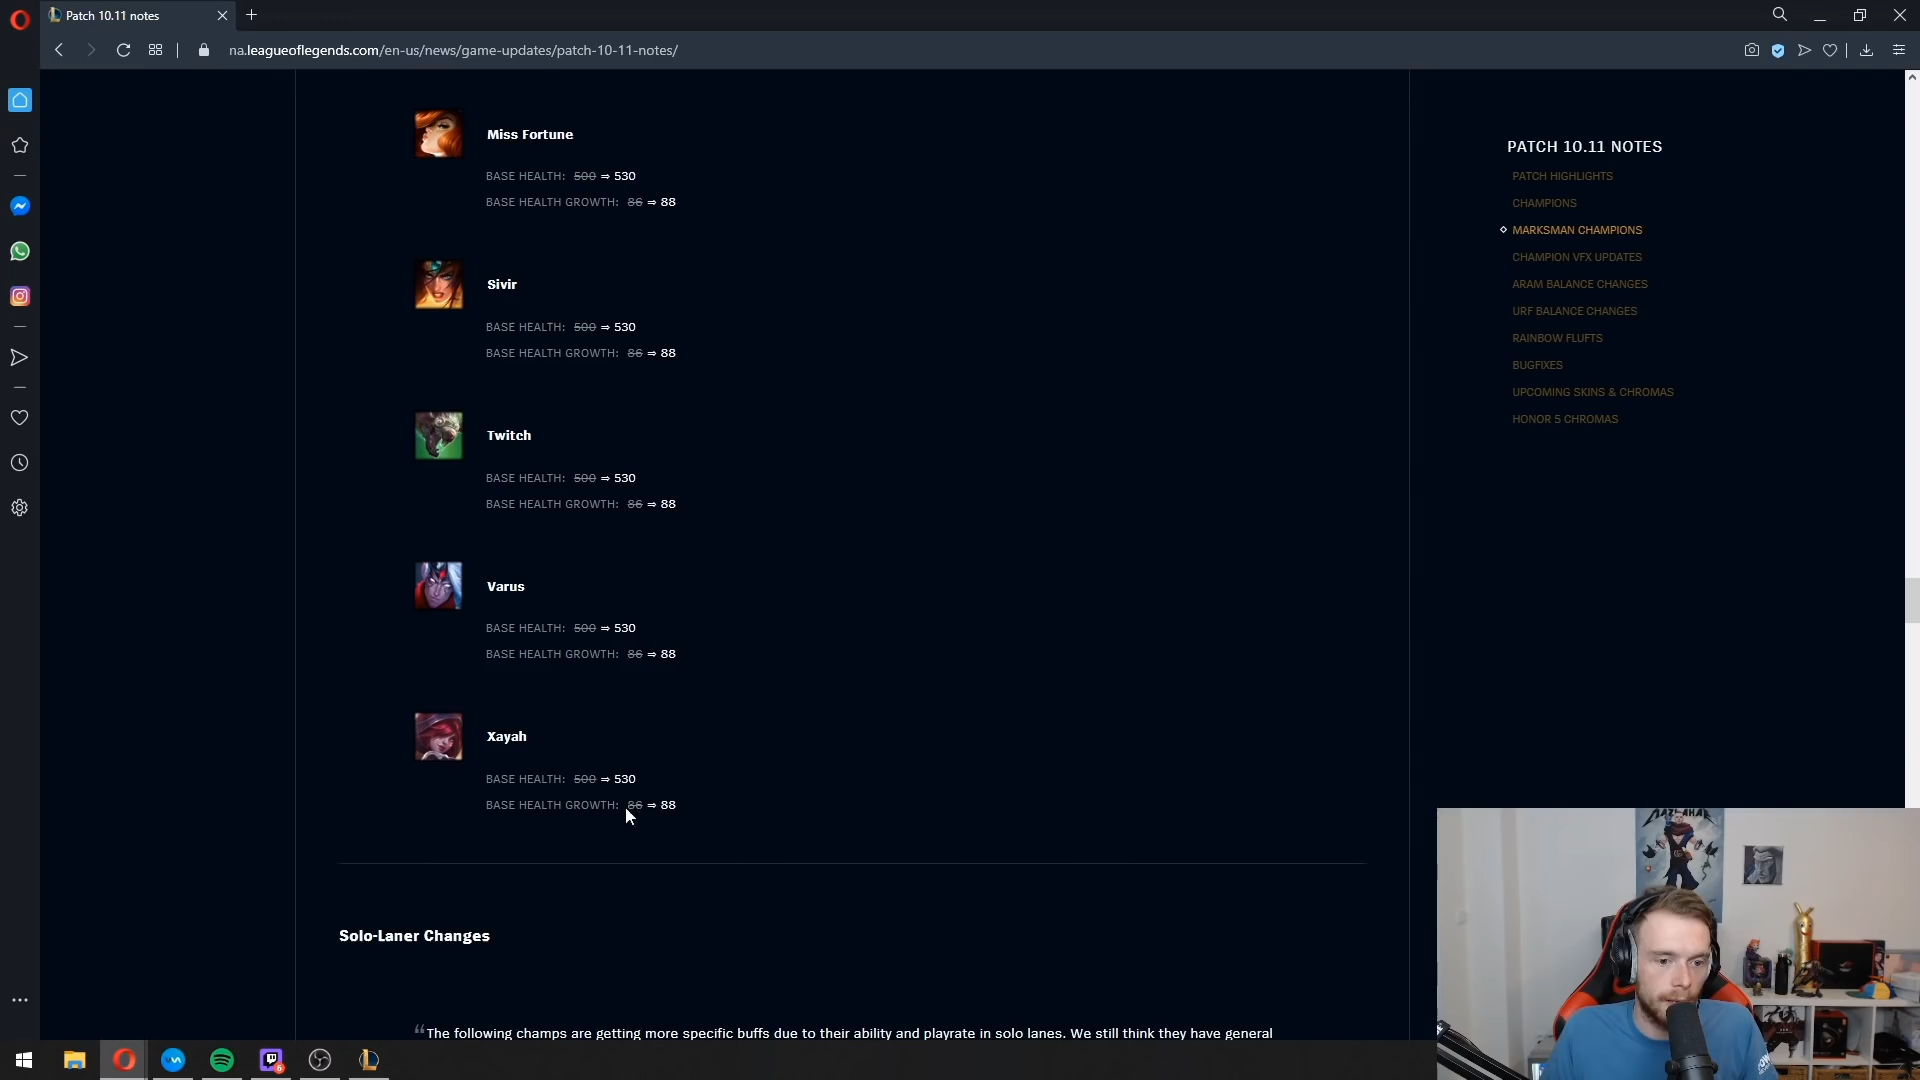 Patch 10.11 notes
na.leagueoflegends.com/en-us/news/game-updates/patch-10-11-notes/
Miss Fortune
BASE HEALTH: 500 ⇒ 530
BASE HEALTH GROWTH: 86 ⇒ 88
Sivir
BASE HEALTH: 500 ⇒ 530
BASE HEALTH GROWTH: 86 ⇒ 88
Twitch
BASE HEALTH: 500 ⇒ 530
BASE HEALTH GROWTH: 86 ⇒ 88
Varus
BASE HEALTH: 500 ⇒ 530
BASE HEALTH GROWTH: 86 ⇒ 88
Xayah
BASE HEALTH: 500 ⇒ 530
BASE HEALTH GROWTH: 86 ⇒ 88
Solo-Laner Changes
“The following champs are getting more specific buffs due to their ability and playrate in solo lanes. We still think they have general
PATCH 10.11 NOTES
PATCH HIGHLIGHTS
CHAMPIONS
MARKSMAN CHAMPIONS
CHAMPION VFX UPDATES
ARAM BALANCE CHANGES
URF BALANCE CHANGES
RAINBOW FLUFTS
BUGFIXES
UPCOMING SKINS & CHROMAS
HONOR 5 CHROMAS
6